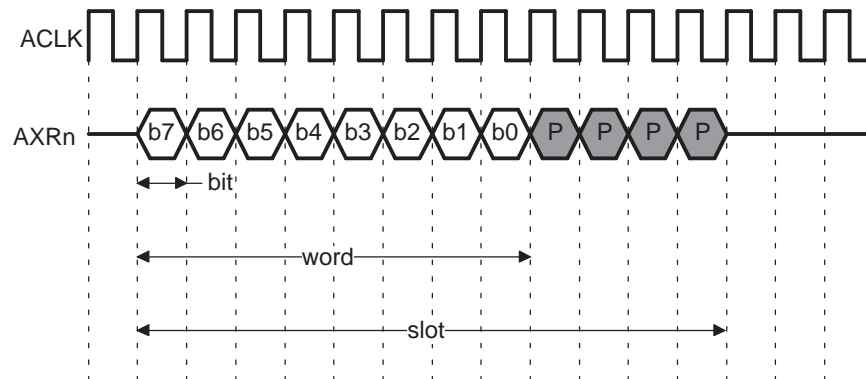 ACLK
AXRn b7 b6 b5 b4 b3 b2 b1 b0 P P P P
bit
word
slot